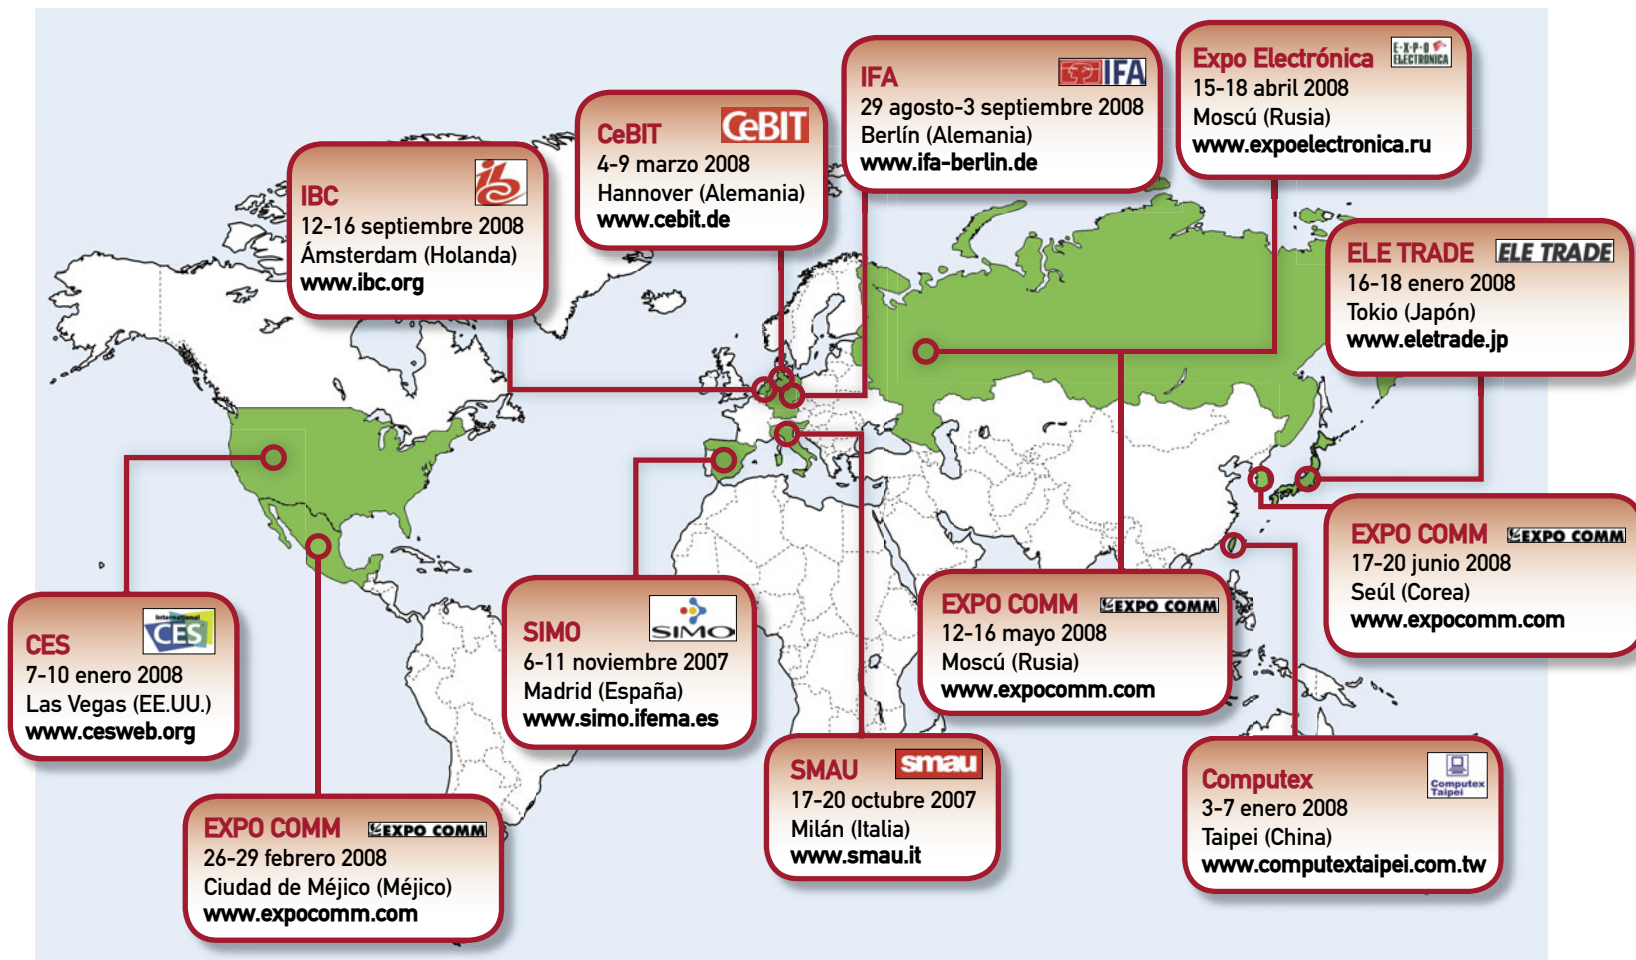 Expo Electrónica
E·X·P·O
ELECTRONICA
15-18 abril 2008
Moscú (Rusia)
www.expoelectronica.ru
IFA
IFA
29 agosto-3 septiembre 2008
Berlín (Alemania)
www.ifa-berlin.de
CeBIT
CeBIT
4-9 marzo 2008
Hannover (Alemania)
www.cebit.de
IBC
ib
12-16 septiembre 2008
Ámsterdam (Holanda)
www.ibc.org
ELE TRADE
ELE TRADE
16-18 enero 2008
Tokio (Japón)
www.eletrade.jp
EXPO COMM
EXPO COMM
17-20 junio 2008
Seúl (Corea)
www.expocomm.com
EXPO COMM
EXPO COMM
12-16 mayo 2008
Moscú (Rusia)
www.expocomm.com
SIMO
SIMO
6-11 noviembre 2007
Madrid (España)
www.simo.ifema.es
CES
International
CES
7-10 enero 2008
Las Vegas (EE.UU.)
www.cesweb.org
SMAU
smau
17-20 octubre 2007
Milán (Italia)
www.smau.it
Computex
Computex
Taipei
3-7 enero 2008
Taipei (China)
www.computextaipei.com.tw
EXPO COMM
EXPO COMM
26-29 febrero 2008
Ciudad de Méjico (Méjico)
www.expocomm.com